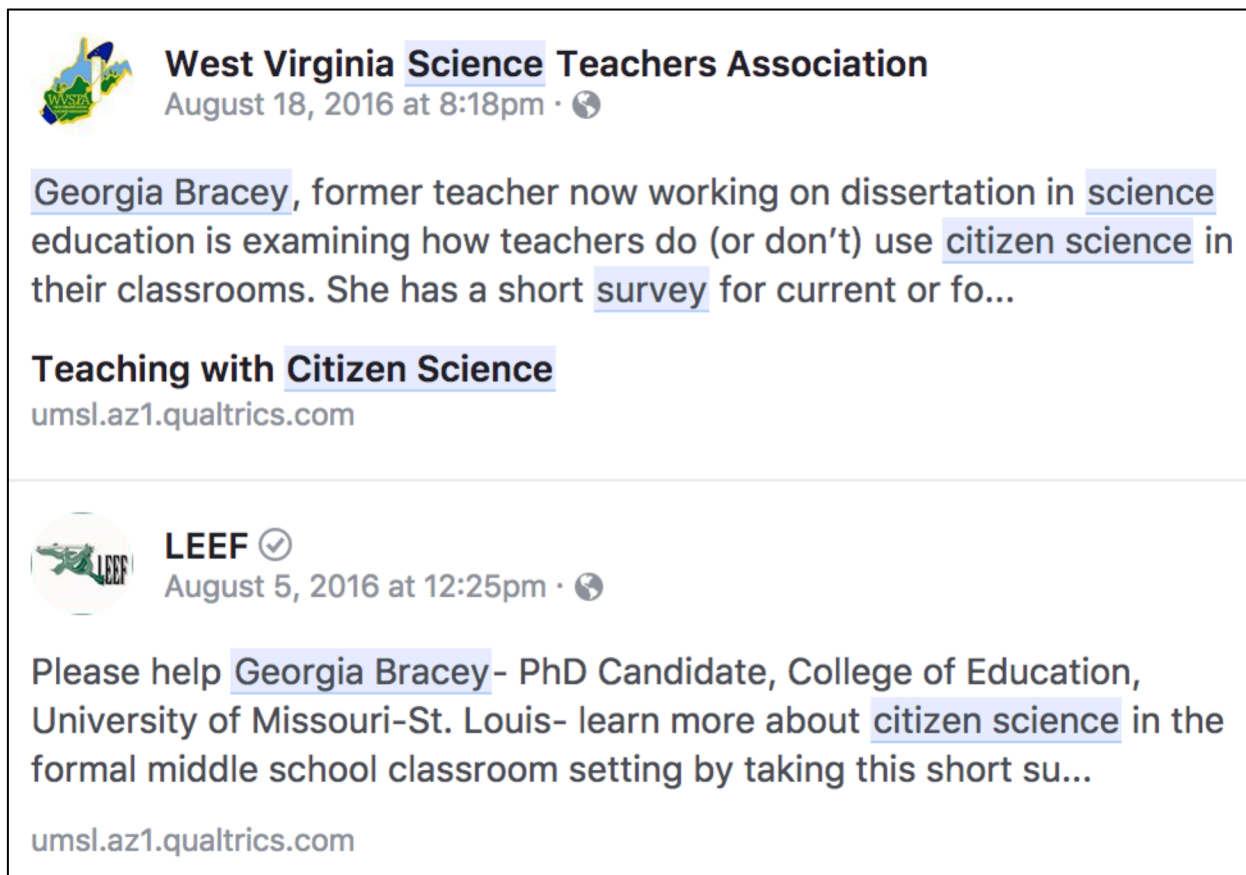 WVSTA
West Virginia Science Teachers Association
August 18, 2016 at 8:18pm ·
Georgia Bracey, former teacher now working on dissertation in science
education is examining how teachers do (or don’t) use citizen science in
their classrooms. She has a short survey for current or fo...
Teaching with Citizen Science
umsl.az1.qualtrics.com
LEEF
LEEF
August 5, 2016 at 12:25pm ·
Please help Georgia Bracey- PhD Candidate, College of Education,
University of Missouri-St. Louis- learn more about citizen science in the
formal middle school classroom setting by taking this short su...
umsl.az1.qualtrics.com